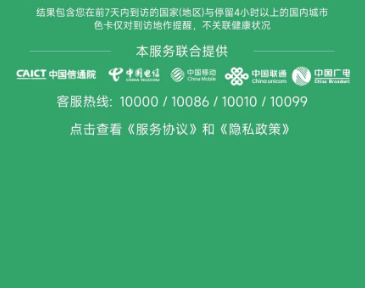 结果包含您在前7天内到访的国家(地区)与停留4小时以上的国内城市
色卡仅对到访地作提醒，不关联健康状况
本服务联合提供
CAICT 中国信通院 中国电信 CHINA TELECOM 中国移动 China Mobile 中国联通 China unicom 中国广电 China Broadnet
客服热线：10000 / 10086 / 10010 / 10099
点击查看《服务协议》和《隐私政策》